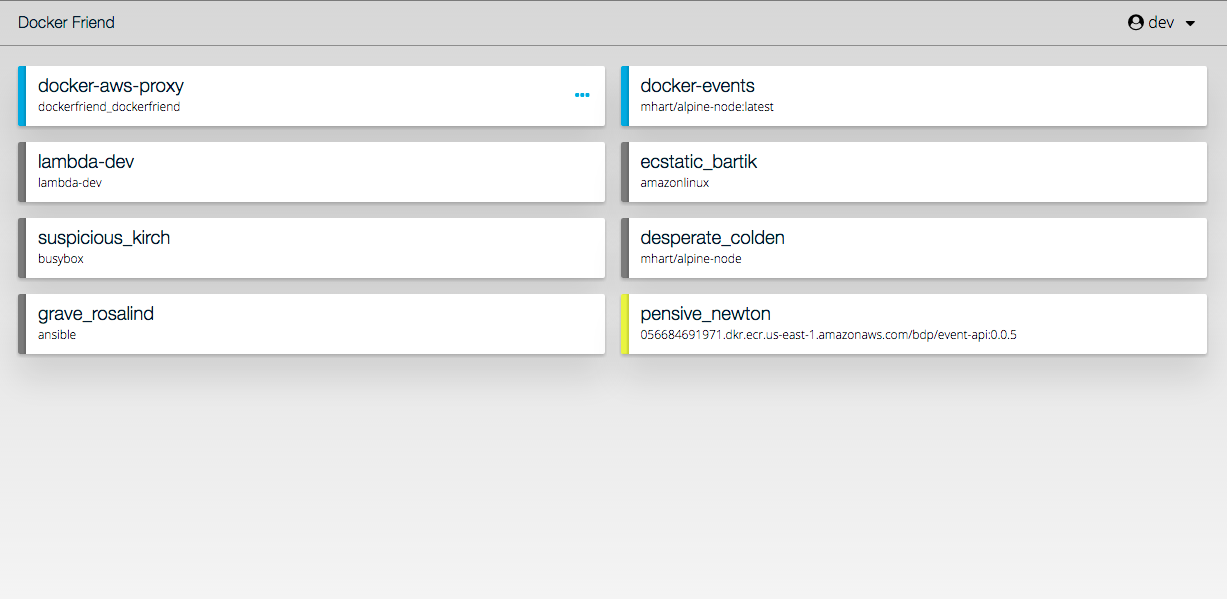 Docker Friend
dev
docker-aws-proxy
dockerfriend_dockerfriend
docker-events
mhart/alpine-node:latest
lambda-dev
lambda-dev
ecstatic_bartik
amazonlinux
suspicious_kirch
busybox
desperate_colden
mhart/alpine-node
grave_rosalind
ansible
pensive_newton
056684691971.dkr.ecr.us-east-1.amazonaws.com/bdp/event-api:0.0.5